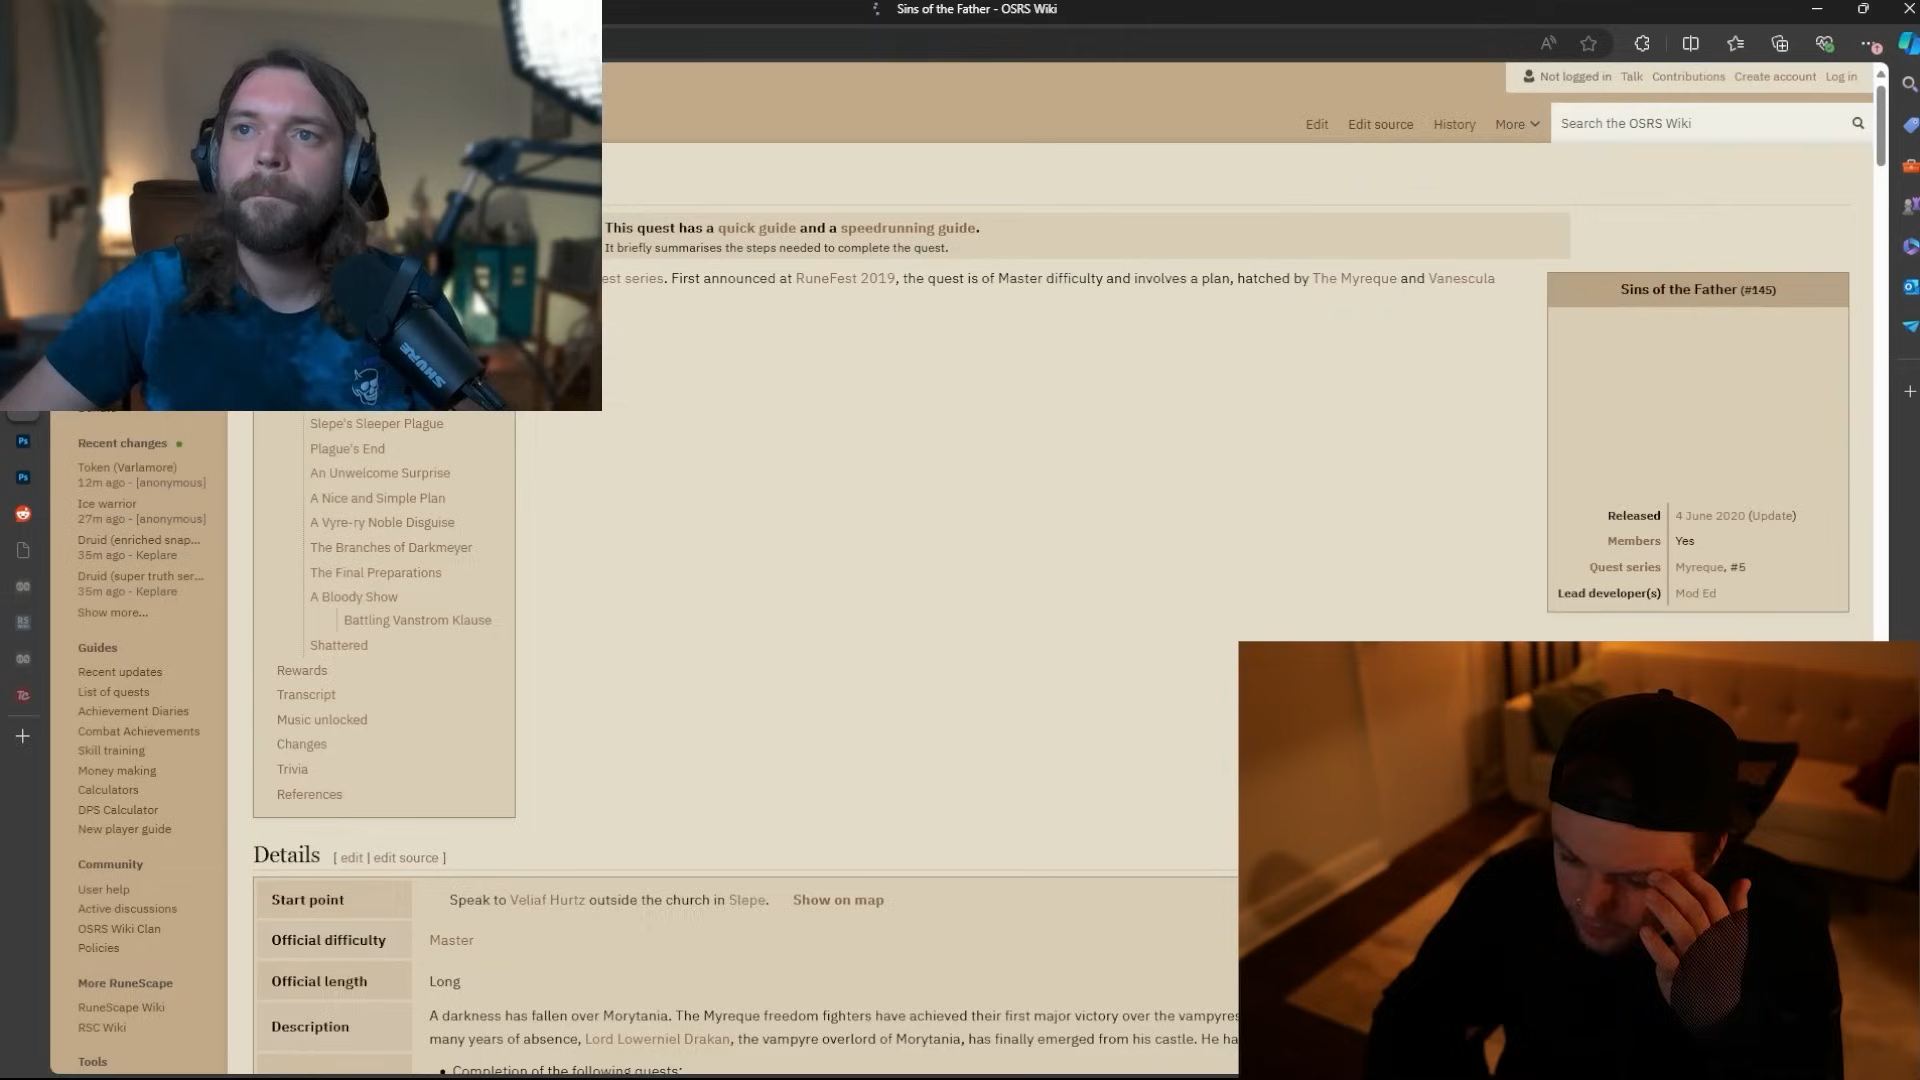 Sins of the Father - OSRS Wiki
Not logged in Talk Contributions Create account Log in
Edit Edit source History More
Search the OSRS Wiki
This quest has a quick guide and a speedrunning guide.
It briefly summarises the steps needed to complete the quest.
est series. First announced at RuneFest 2019, the quest is of Master difficulty and involves a plan, hatched by The Myreque and Vanescula
Sins of the Father (#145)
Released 4 June 2020 (Update)
Members Yes
Quest series Myreque, #5
Lead developer(s) Mod Ed
SHURE
Recent changes
Token (Varlamore)
12m ago - [anonymous]
Ice warrior
27m ago - [anonymous]
Druid (enriched snap...
35m ago - Keplare
Druid (super truth ser...
35m ago - Keplare
Show more...
Guides
Recent updates
List of quests
Achievement Diaries
Combat Achievements
Skill training
Money making
Calculators
DPS Calculator
New player guide
Community
User help
Active discussions
OSRS Wiki Clan
Policies
More RuneScape
RuneScape Wiki
RSC Wiki
Tools
Slepe's Sleeper Plague
Plague's End
An Unwelcome Surprise
A Nice and Simple Plan
A Vyre-ry Noble Disguise
The Branches of Darkmeyer
The Final Preparations
A Bloody Show
Battling Vanstrom Klause
Shattered
Rewards
Transcript
Music unlocked
Changes
Trivia
References
Details [ edit | edit source ]
Start point Speak to Veliaf Hurtz outside the church in Slepe. Show on map
Official difficulty Master
Official length Long
Description A darkness has fallen over Morytania. The Myreque freedom fighters have achieved their first major victory over the vampyres
many years of absence, Lord Lowerniel Drakan, the vampyre overlord of Morytania, has finally emerged from his castle. He ha
• Completion of the following quests:
Ps
Ps
RS
TC